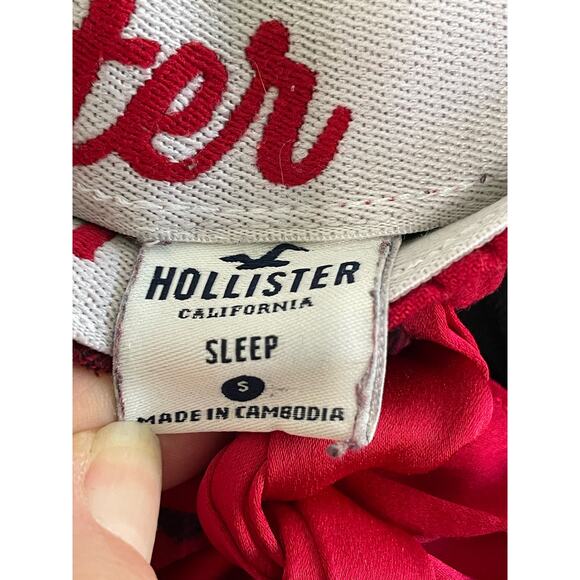 ter
HOLLISTER
CALIFORNIA
SLEEP
S
MADE IN CAMBODIA